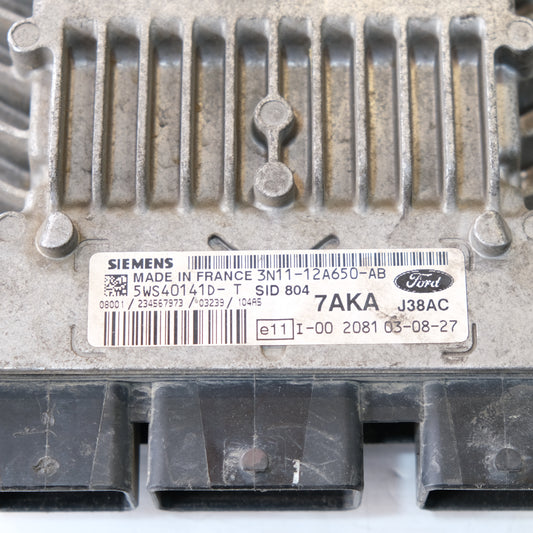 SIEMENS
MADE IN FRANCE 3N11-12A650-AB
5WS40141D- T SID 804
08001 / 234567973 / 03239 / 104A5
7AKA J38AC
Ford
e11 I-00 2081 03-08-27